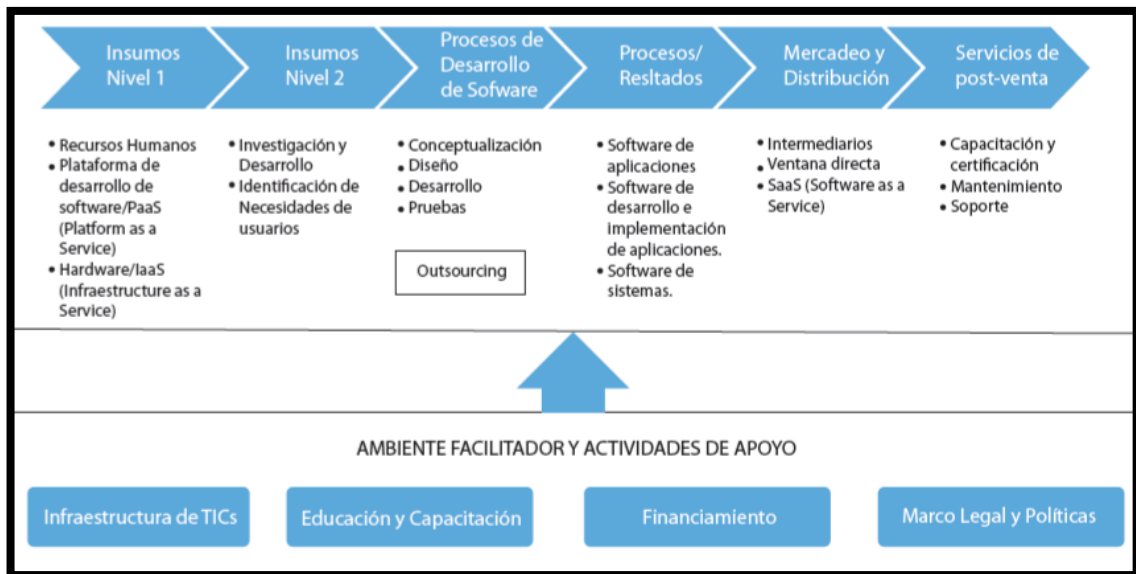 Insumos
Nivel 1
Insumos
Nivel 2
Procesos de
Desarrollo
de Sofware
Procesos/
Resltados
Mercadeo y
Distribución
Servicios de
post-venta
• Recursos Humanos
• Plataforma de
desarrollo de
software/PaaS
(Platform as a
Service)
• Hardware/IaaS
(Infraestructure as a
Service)
• Investigación y
Desarrollo
• Identificación de
Necesidades de
usuarios
• Conceptualización
• Diseño
• Desarrollo
• Pruebas
Outsourcing
• Software de
aplicaciones
• Software de
desarrollo e
implementación
de aplicaciones.
• Software de
sistemas.
• Intermediarios
• Ventana directa
• SaaS (Software as a
Service)
• Capacitación y
certificación
• Mantenimiento
• Soporte
AMBIENTE FACILITADOR Y ACTIVIDADES DE APOYO
Infraestructura de TICs
Educación y Capacitación
Financiamiento
Marco Legal y Políticas